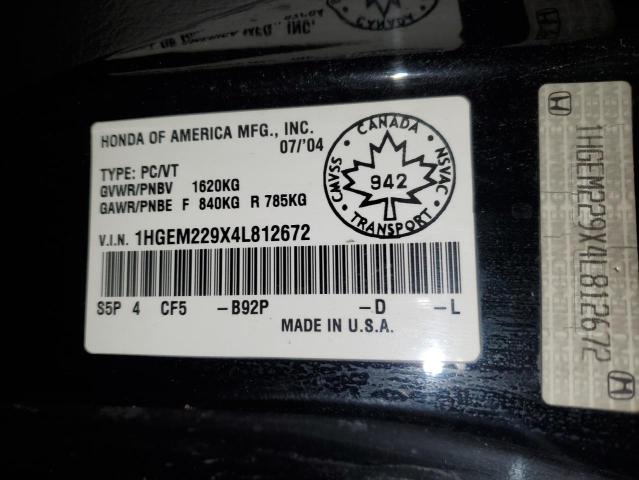 HONDA OF AMERICA MFG., INC.
07/'04
TYPE: PC/VT
GVWR/PNBV 1620KG
GAWR/PNBE F 840KG R 785KG
V.I.N. 1HGEM229X4L812672
S5P 4 CF5 -B92P -D -L
MADE IN U.S.A.
CANADA
CMVSS
942
NSVAC
TRANSPORT
1HGEM229X4L812672